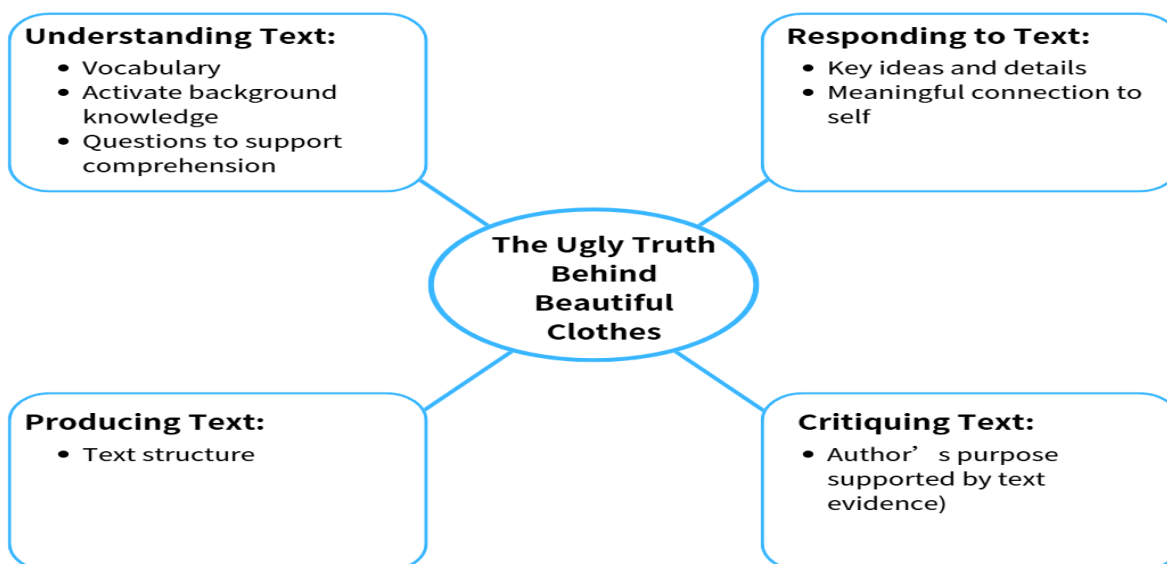 Understanding Text:
• Vocabulary
• Activate background
knowledge
• Questions to support
comprehension
Responding to Text:
• Key ideas and details
• Meaningful connection to
self
The Ugly Truth
Behind
Beautiful
Clothes
Producing Text:
• Text structure
Critiquing Text:
• Author’ s purpose
supported by text
evidence)